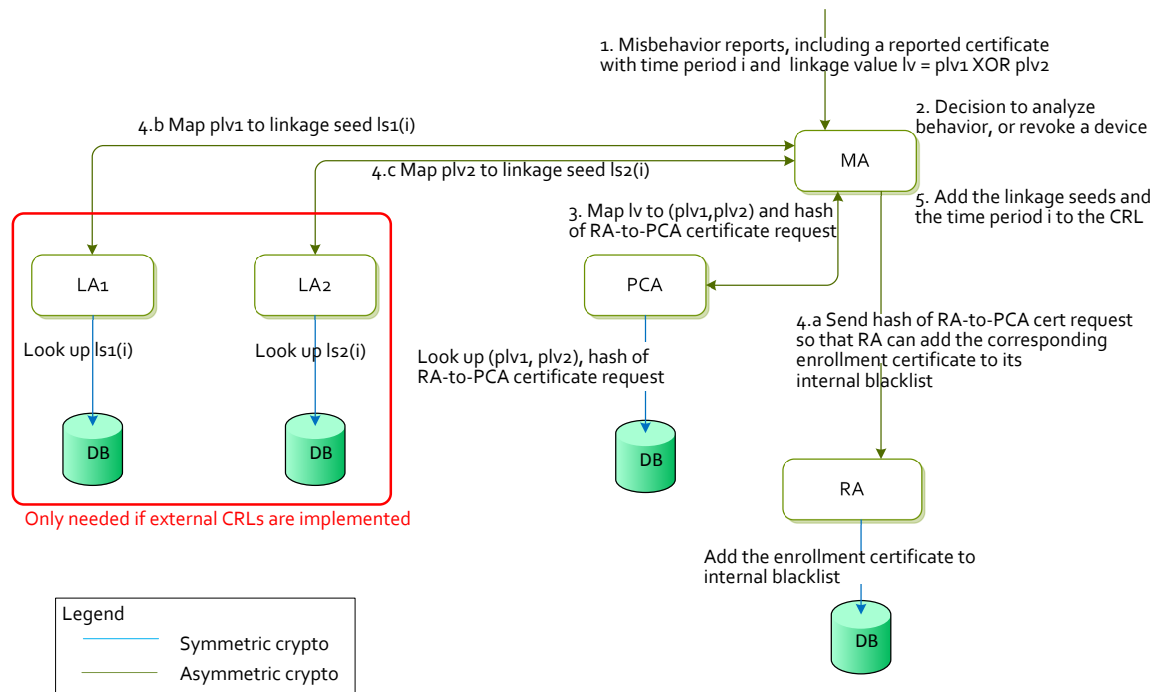 1. Misbehavior reports, including a reported certificate
with time period i and linkage value lv = plv1 XOR plv2
4.b Map plv1 to linkage seed ls1(i)
2. Decision to analyze
behavior, or revoke a device
MA
4.c Map plv2 to linkage seed ls2(i)
3. Map lv to (plv1,plv2) and hash
of RA-to-PCA certificate request
5. Add the linkage seeds and
the time period i to the CRL
LA1
LA2
PCA
4.a Send hash of RA-to-PCA cert request
so that RA can add the corresponding
enrollment certificate to its
internal blacklist
Look up ls1(i)
Look up ls2(i)
Look up (plv1, plv2), hash of
RA-to-PCA certificate request
DB
DB
DB
RA
Only needed if external CRLs are implemented
Add the enrollment certificate to
internal blacklist
DB
Legend
Symmetric crypto
Asymmetric crypto